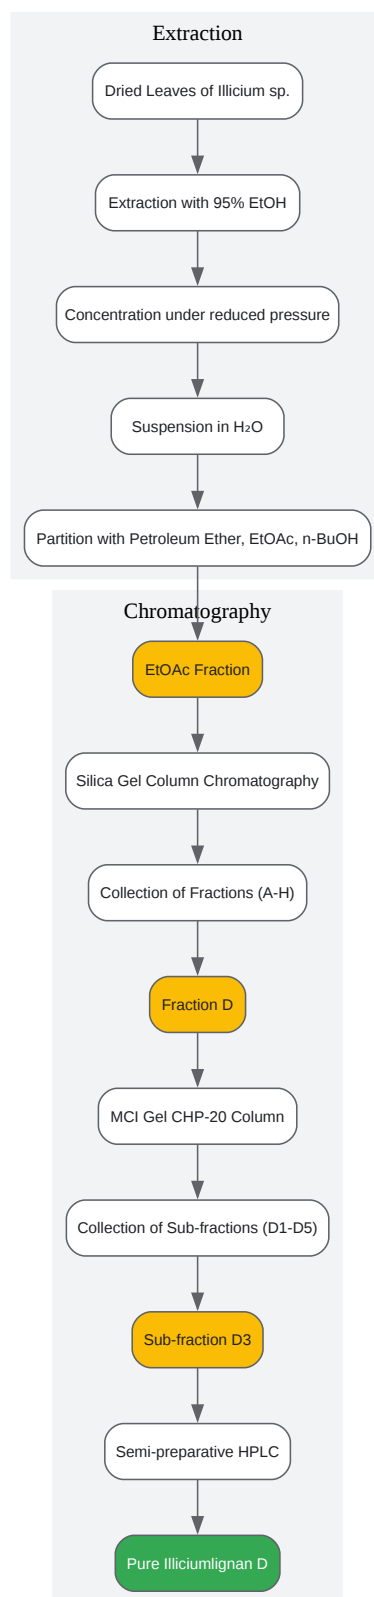 Extraction
Dried Leaves of Illicium sp.
Extraction with 95% EtOH
Concentration under reduced pressure
Suspension in H₂O
Partition with Petroleum Ether, EtOAc, n-BuOH
Chromatography
EtOAc Fraction
Silica Gel Column Chromatography
Collection of Fractions (A-H)
Fraction D
MCI Gel CHP-20 Column
Collection of Sub-fractions (D1-D5)
Sub-fraction D3
Semi-preparative HPLC
Pure Illiciumlignan D